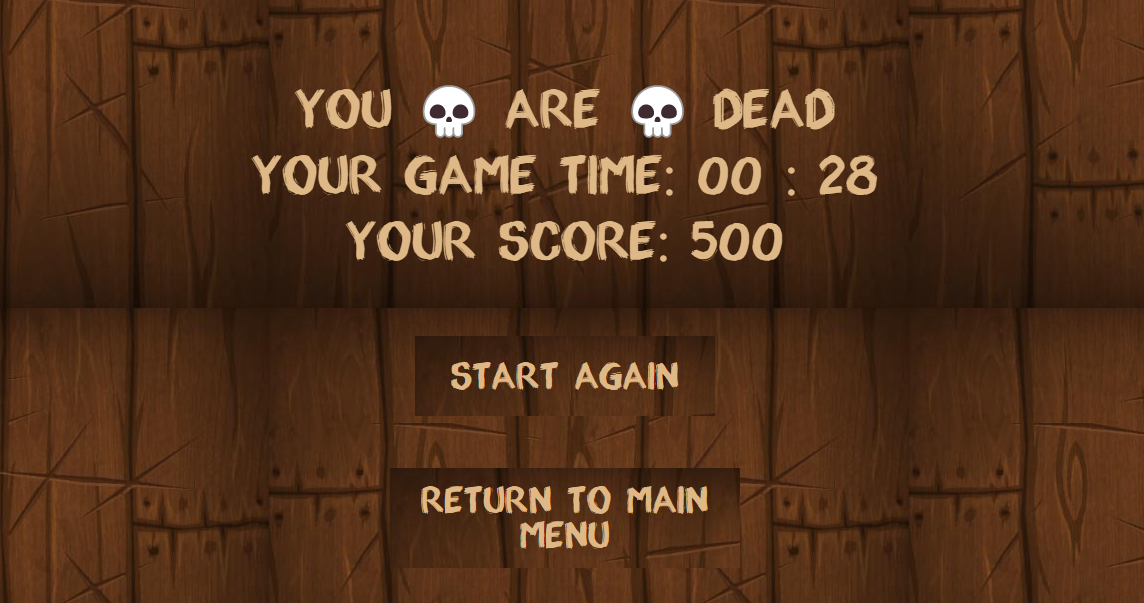 YOU 💀 ARE 💀 DEAD
YOUR GAME TIME: 00 : 28
YOUR SCORE: 500
START AGAIN
RETURN TO MAIN
MENU